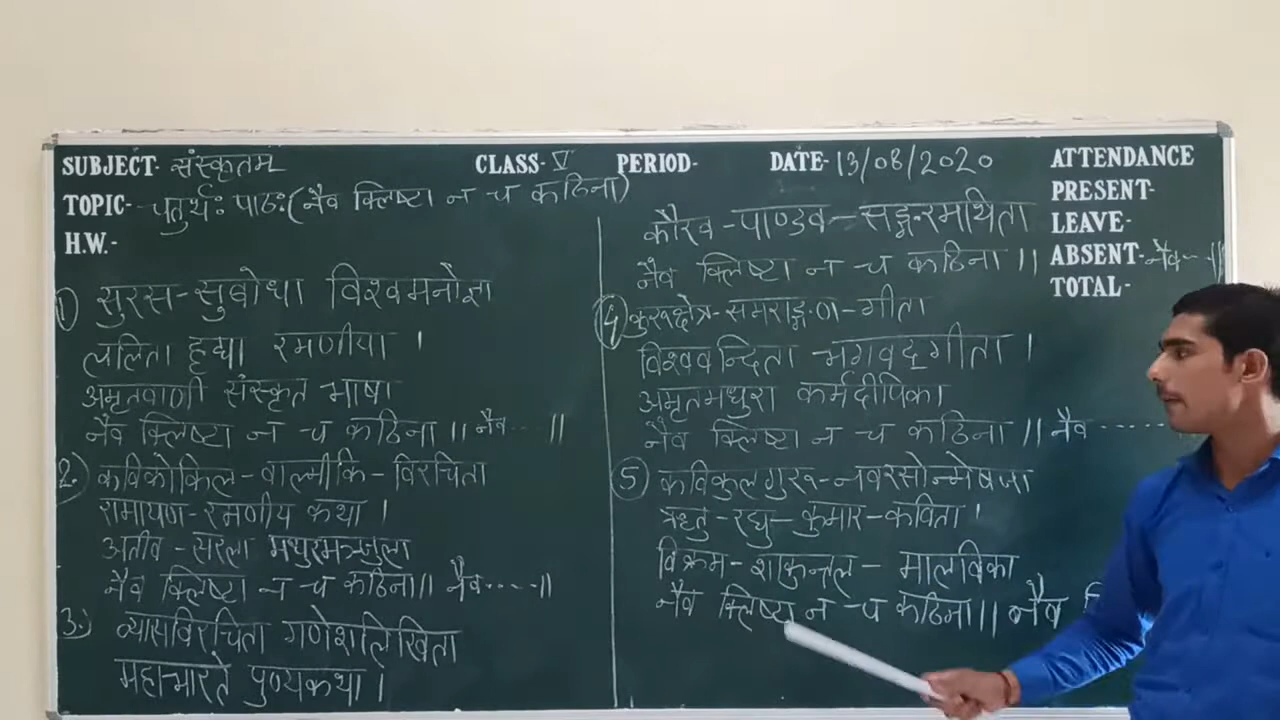 SUBJECT- संस्कृतम
CLASS- V
PERIOD-
DATE- 13/08/2020
TOPIC- चतुर्थः पाठः (नैव क्लिष्टा न च कठिना)
H.W.-
ATTENDANCE
PRESENT-
LEAVE-
ABSENT-
TOTAL-
1) सुरस-सुबोधा विश्वमनोज्ञा
ललिता हृद्या रमणीया ।
अमृतवाणी संस्कृत भाषा
नैव क्लिष्टा न च कठिना ॥ नैव.... ॥
2.) कविकोकिल-वाल्मीकि-विरचिता
रामायण-रमणीय कथा ।
अतीव-सरला मधुरमञ्जुला
नैव क्लिष्टा न च कठिना ॥ नैव..... ॥
3.) व्यासविरचिता गणेशलिखिता
महाभारते पुण्यकथा ।
कौरव-पाण्डव-सङ्गरमथिता
नैव क्लिष्टा न च कठिना ॥ नैव... ॥
4) कुरूक्षेत्र-समराङ्गण-गीता
विश्ववन्दिता भगवद्गीता ।
अमृतमधुरा कर्मदीपिका
नैव क्लिष्टा न च कठिना ॥ नैव ......
5) कविकुलगुरू-नवरसोन्मेषजा
ऋतु-रघु-कुमार-कविता ।
विक्रम-शाकुन्तल-मालविका
नैव क्लिष्टा न च कठिना ॥ नैव